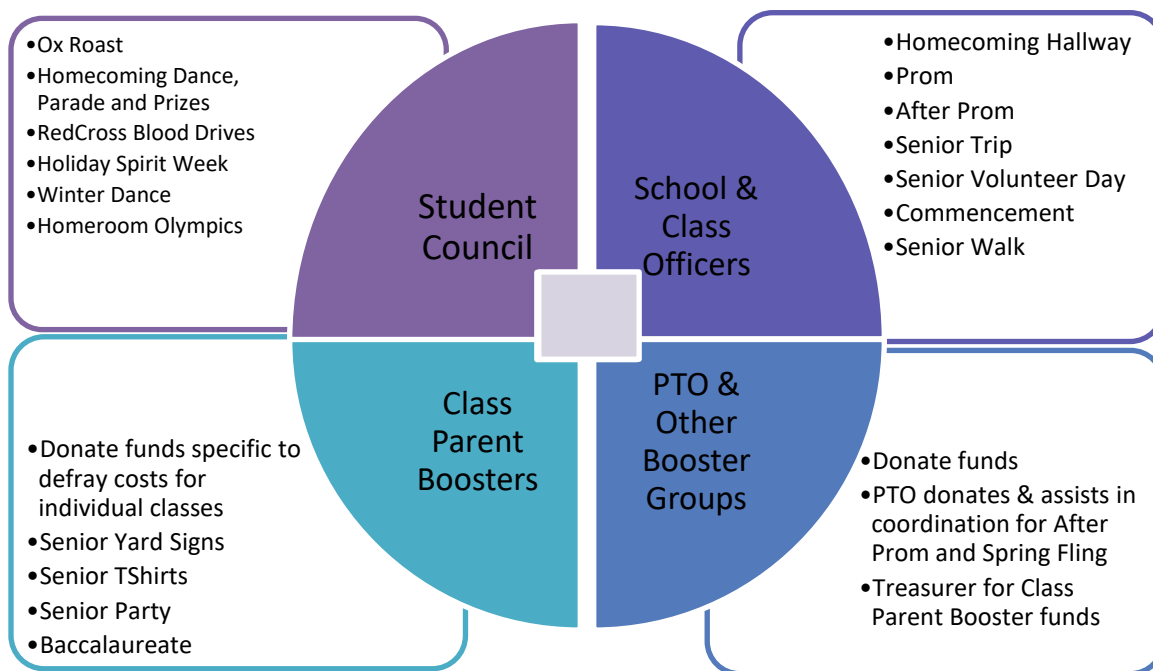 •Ox Roast
•Homecoming Dance,
Parade and Prizes
•RedCross Blood Drives
•Holiday Spirit Week
•Winter Dance
•Homeroom Olympics
Student
Council
School &
Class
Officers
•Homecoming Hallway
•Prom
•After Prom
•Senior Trip
•Senior Volunteer Day
•Commencement
•Senior Walk
•Donate funds specific to
defray costs for
individual classes
•Senior Yard Signs
•Senior TShirts
•Senior Party
•Baccalaureate
Class
Parent
Boosters
PTO &
Other
Booster
Groups
•Donate funds
•PTO donates & assists in
coordination for After
Prom and Spring Fling
•Treasurer for Class
Parent Booster funds